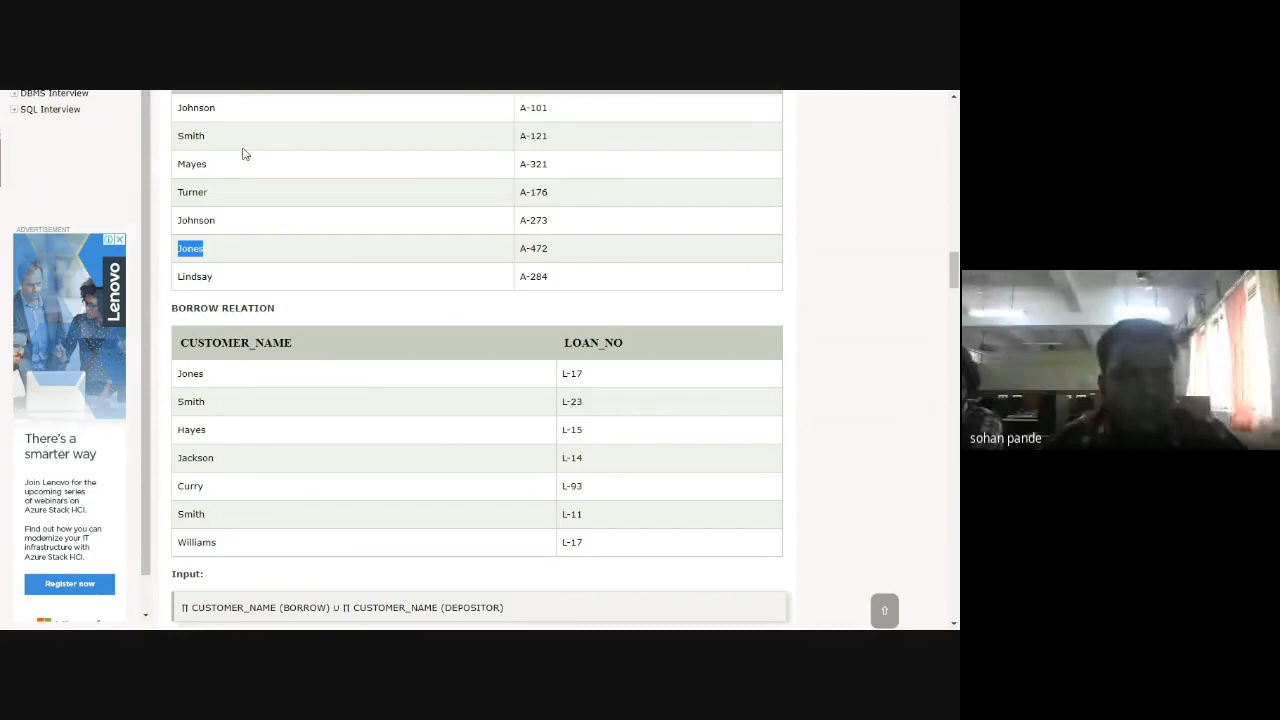 DBMS Interview
SQL Interview
Johnson A-101
Smith A-121
Mayes A-321
Turner A-176
Johnson A-273
Jones A-472
Lindsay A-284
BORROW RELATION
CUSTOMER_NAME LOAN_NO
Jones L-17
Smith L-23
Hayes L-15
Jackson L-14
Curry L-93
Smith L-11
Williams L-17
Input:
∏ CUSTOMER_NAME (BORROW) ∪ ∏ CUSTOMER_NAME (DEPOSITOR)
ADVERTISEMENT
Lenovo
There's a
smarter way
Join Lenovo for the
upcoming series
of webinars on
Azure Stack HCI.
Find out how you can
modernize your IT
infrastructure with
Azure Stack HCI.
Register now
sohan pande